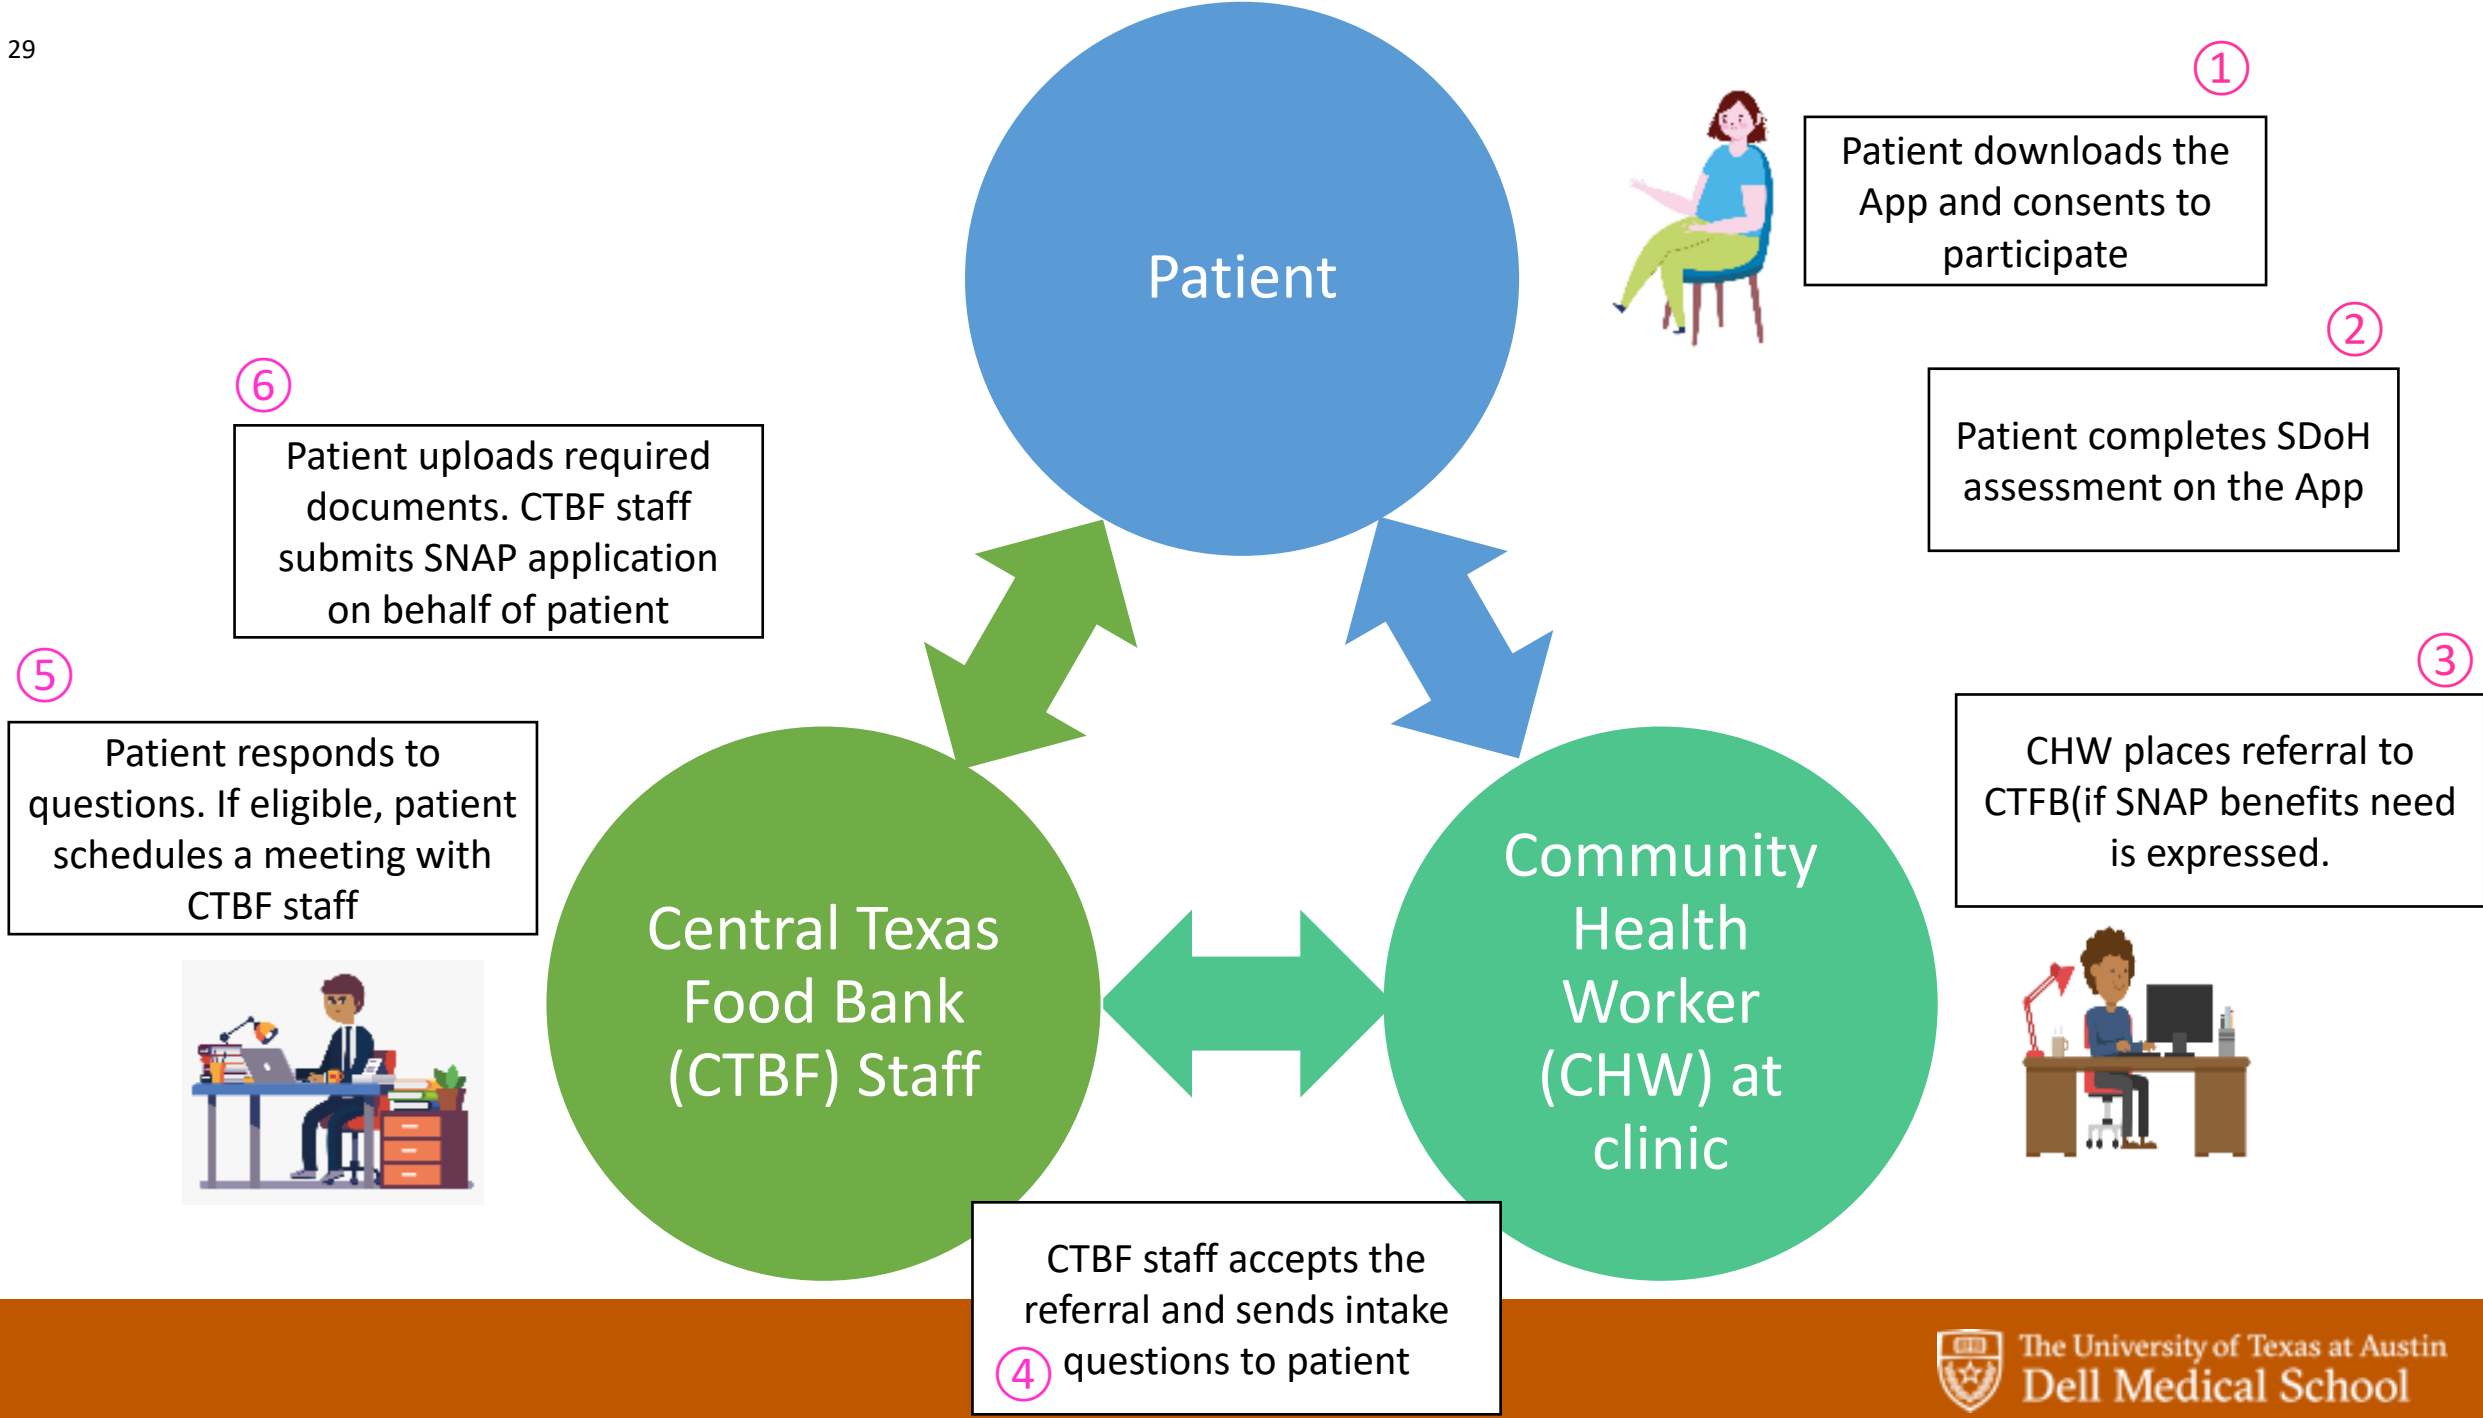 29
Patient
①
Patient downloads the
App and consents to
participate
②
Patient completes SDoH
assessment on the App
③
CHW places referral to
CTFB(if SNAP benefits need
is expressed.
Community
Health
Worker
(CHW) at
clinic
④
CTBF staff accepts the
referral and sends intake
questions to patient
Central Texas
Food Bank
(CTBF) Staff
⑤
Patient responds to
questions. If eligible, patient
schedules a meeting with
CTBF staff
⑥
Patient uploads required
documents. CTBF staff
submits SNAP application
on behalf of patient
The University of Texas at Austin
Dell Medical School